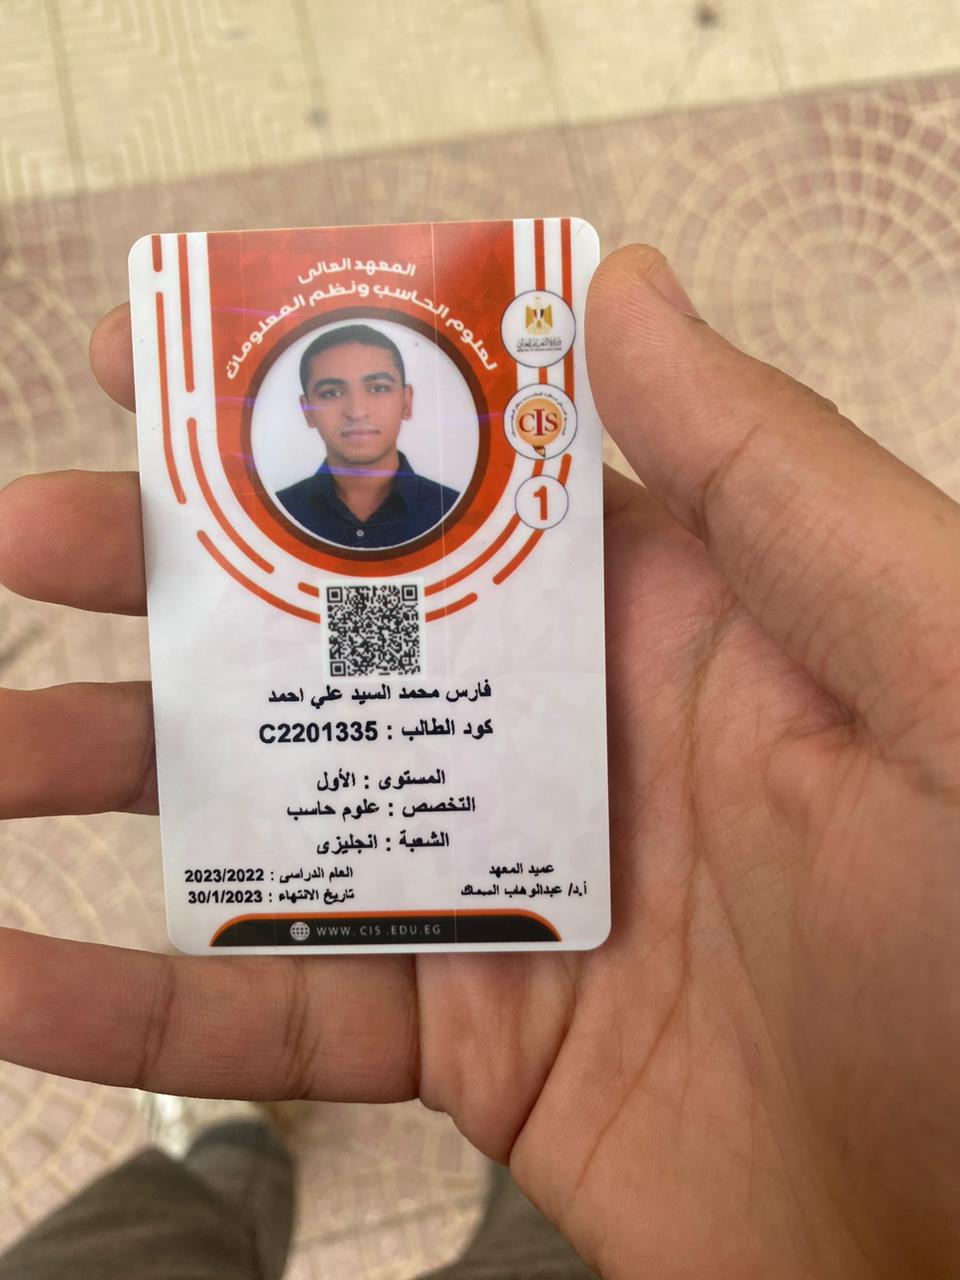 المعهد العالى
لعلوم الحاسب ونظم المعلومات
CIS
1
فارس محمد السيد علي احمد
كود الطالب : C2201335
المستوى : الأول
التخصص : علوم حاسب
الشعبة : انجليزى
عميد المعهد
أ.د/ عبدالوهاب السماك
العام الدراسى : 2023/2022
تاريخ الانتهاء : 30/1/2023
WWW.CIS.EDU.EG